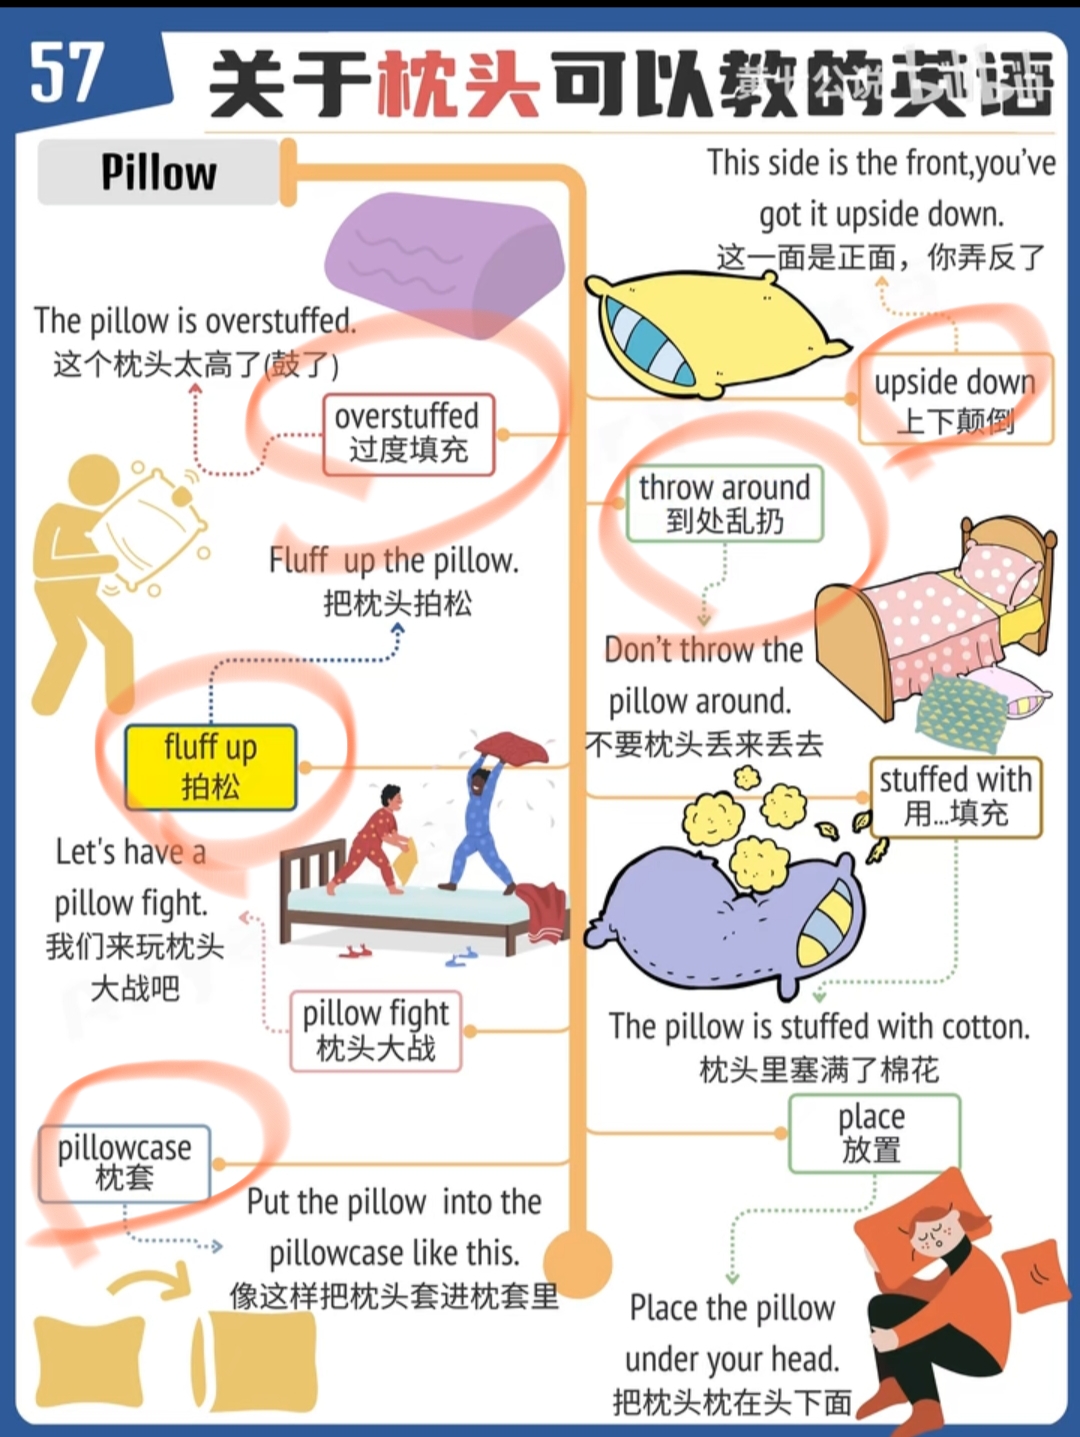 57
关于枕头可以教的英语
Pillow
This side is the front,you've
got it upside down.
这一面是正面，你弄反了
The pillow is overstuffed.
这个枕头太高了(鼓了)
upside down
上下颠倒
overstuffed
过度填充
throw around
到处乱扔
Fluff up the pillow.
把枕头拍松
Don't throw the
pillow around.
不要枕头丢来丢去
fluff up
拍松
stuffed with
用...填充
Let's have a
pillow fight.
我们来玩枕头
大战吧
pillow fight
枕头大战
The pillow is stuffed with cotton.
枕头里塞满了棉花
place
放置
pillowcase
枕套
Put the pillow into the
pillowcase like this.
像这样把枕头套进枕套里
Place the pillow
under your head.
把枕头枕在头下面